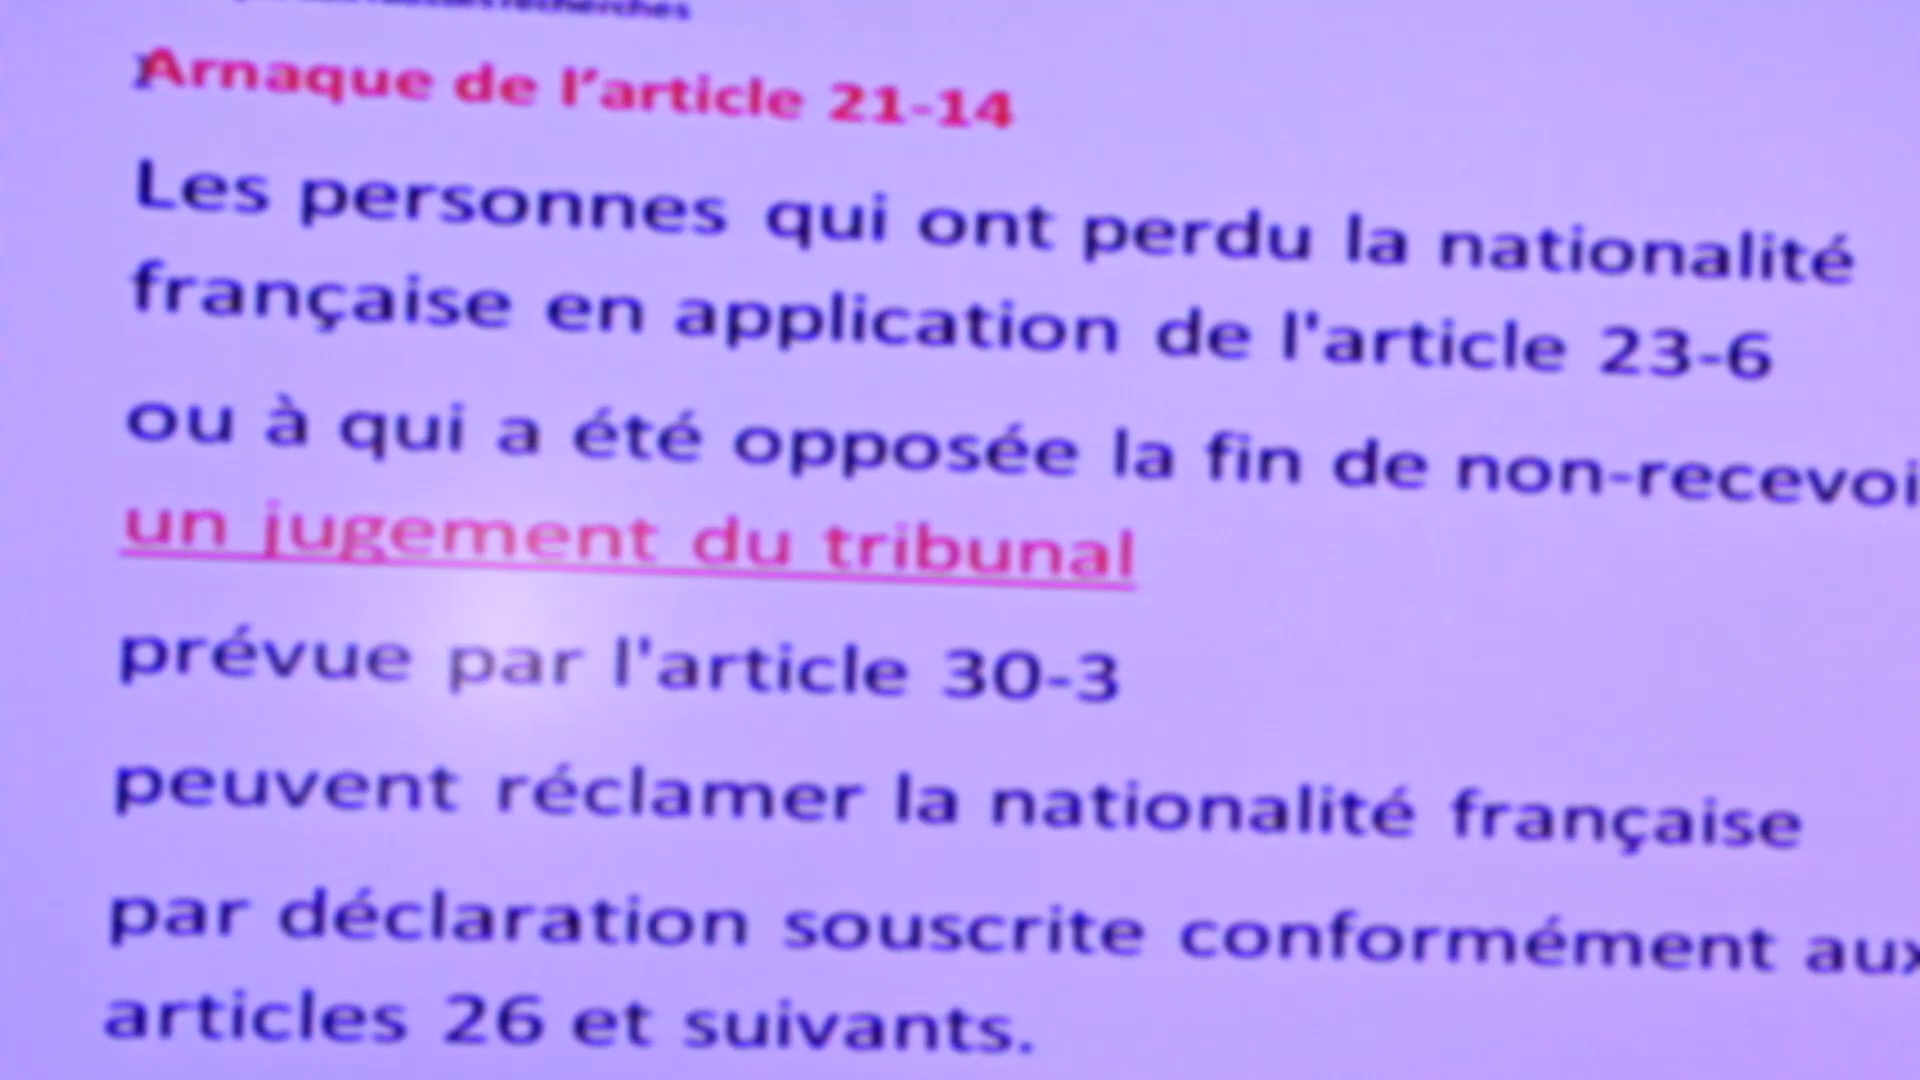 recherches
Arnaque de l’article 21-14
Les personnes qui ont perdu la nationalité
française en application de l'article 23-6
ou à qui a été opposée la fin de non-recevoi
un jugement du tribunal
prévue par l'article 30-3
peuvent réclamer la nationalité française
par déclaration souscrite conformément aux
articles 26 et suivants.